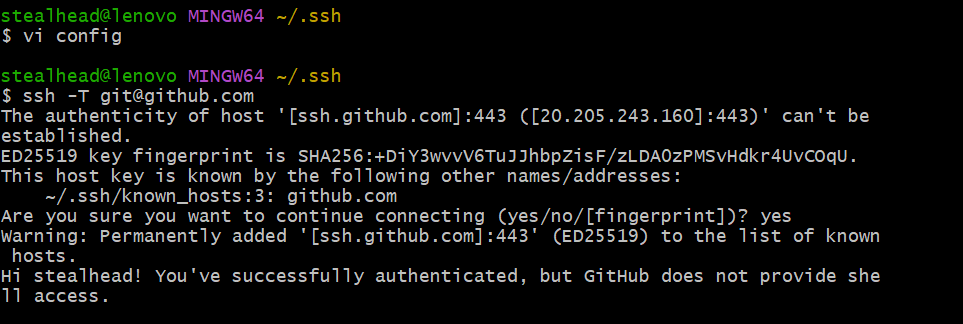 stealhead@lenovo MINGW64 ~/.ssh
$ vi config
stealhead@lenovo MINGW64 ~/.ssh
$ ssh -T git@github.com
The authenticity of host '[ssh.github.com]:443 ([20.205.243.160]:443)' can't be
established.
ED25519 key fingerprint is SHA256:+DiY3wvvV6TuJJhbpZisF/zLDA0zPMSvHdkr4UvCOqU.
This host key is known by the following other names/addresses:
    ~/.ssh/known_hosts:3: github.com
Are you sure you want to continue connecting (yes/no/[fingerprint])? yes
Warning: Permanently added '[ssh.github.com]:443' (ED25519) to the list of known
 hosts.
Hi stealhead! You've successfully authenticated, but GitHub does not provide she
ll access.